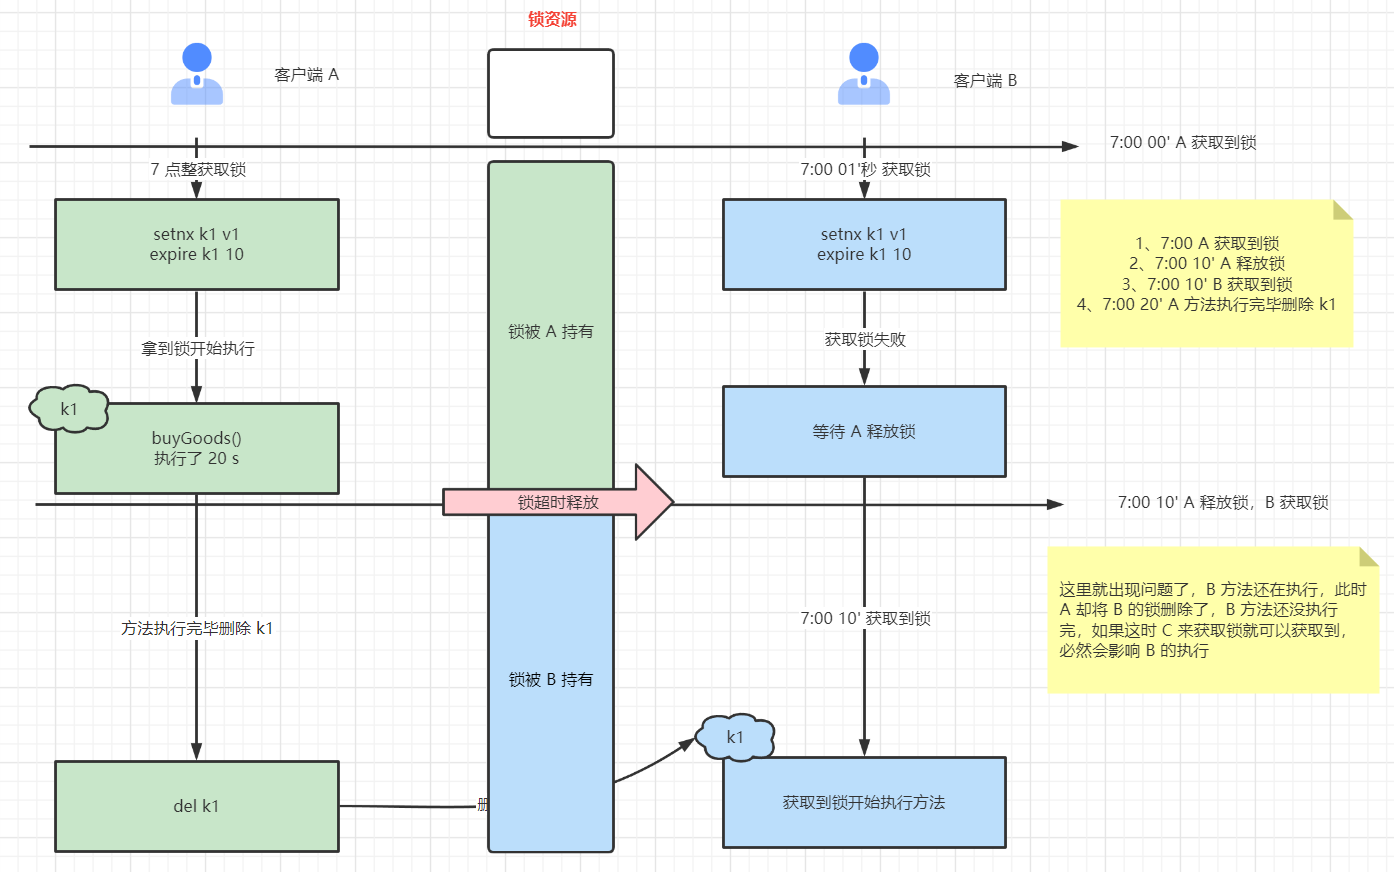 锁资源
客户端 A
客户端 B
7:00 00' A 获取到锁
7 点整获取锁
7:00 01'秒 获取锁
setnx k1 v1
expire k1 10
setnx k1 v1
expire k1 10
1、7:00 A 获取到锁
2、7:00 10' A 释放锁
3、7:00 10' B 获取到锁
4、7:00 20' A 方法执行完毕删除 k1
锁被 A 持有
拿到锁开始执行
获取锁失败
k1
buyGoods()
执行了 20 s
等待 A 释放锁
锁超时释放
7:00 10' A 释放锁，B 获取锁
这里就出现问题了，B 方法还在执行，此时
A 却将 B 的锁删除了，B 方法还没执行
完，如果这时 C 来获取锁就可以获取到，
必然会影响 B 的执行
方法执行完毕删除 k1
7:00 10' 获取到锁
锁被 B 持有
k1
del k1
获取到锁开始执行方法